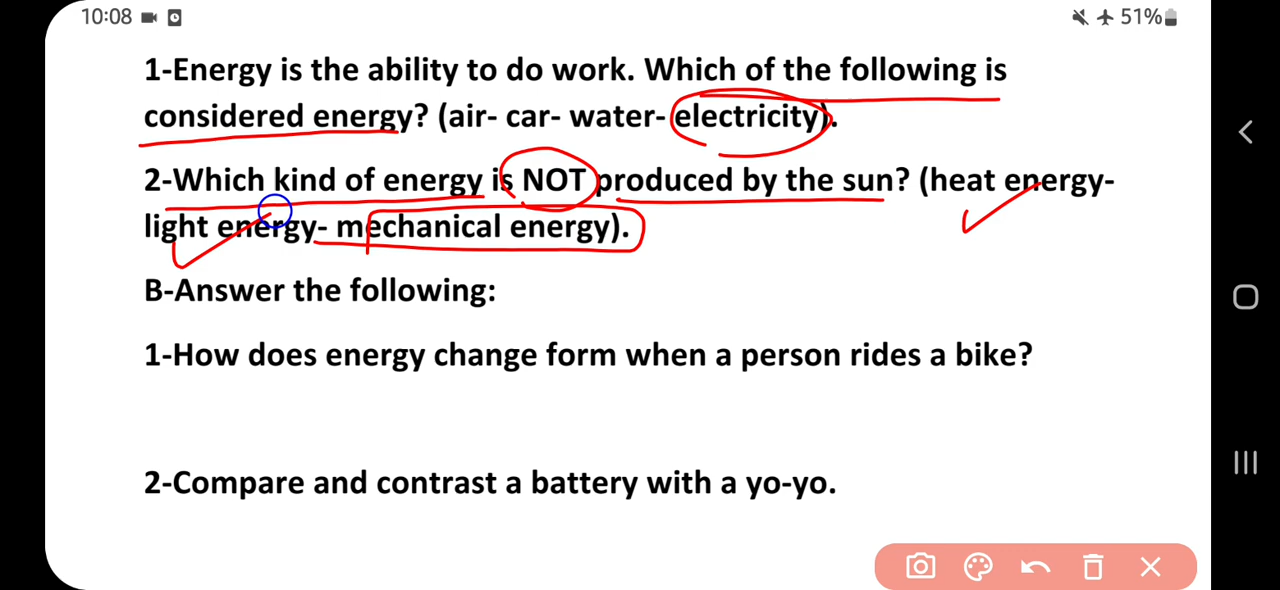 10:08
51%
1-Energy is the ability to do work. Which of the following is
considered energy? (air- car- water- electricity).
2-Which kind of energy is NOT produced by the sun? (heat energy-
light energy- mechanical energy).
B-Answer the following:
1-How does energy change form when a person rides a bike?
2-Compare and contrast a battery with a yo-yo.